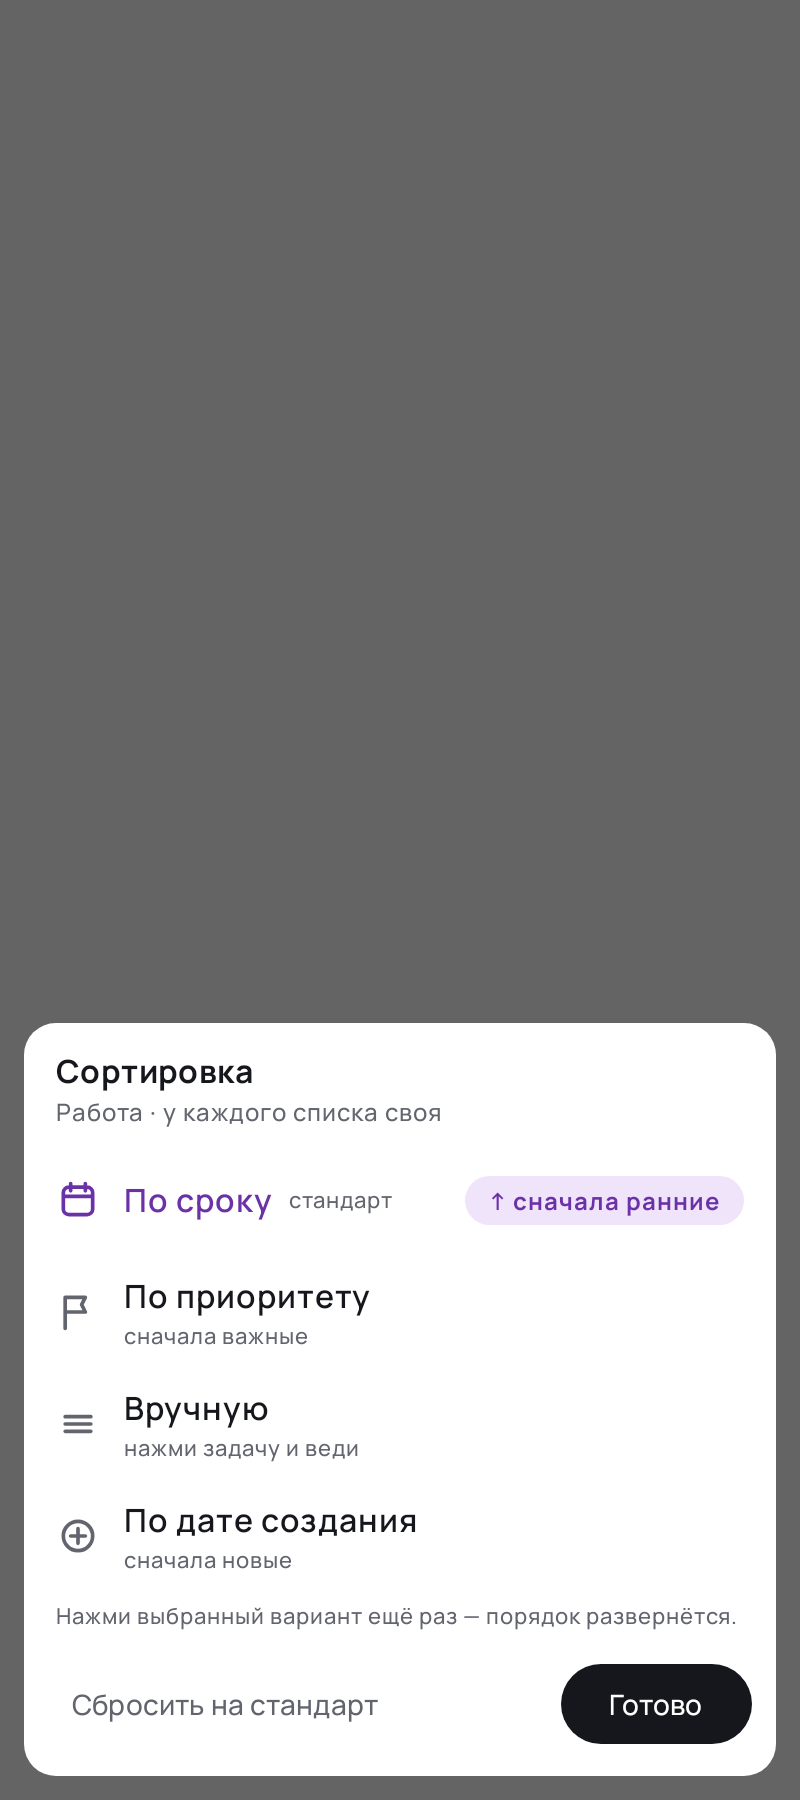 Сортировка
Работа · у каждого списка своя
По сроку стандарт ↑ сначала ранние
По приоритету
сначала важные
Вручную
нажми задачу и веди
По дате создания
сначала новые
Нажми выбранный вариант ещё раз — порядок развернётся.
Сбросить на стандарт Готово